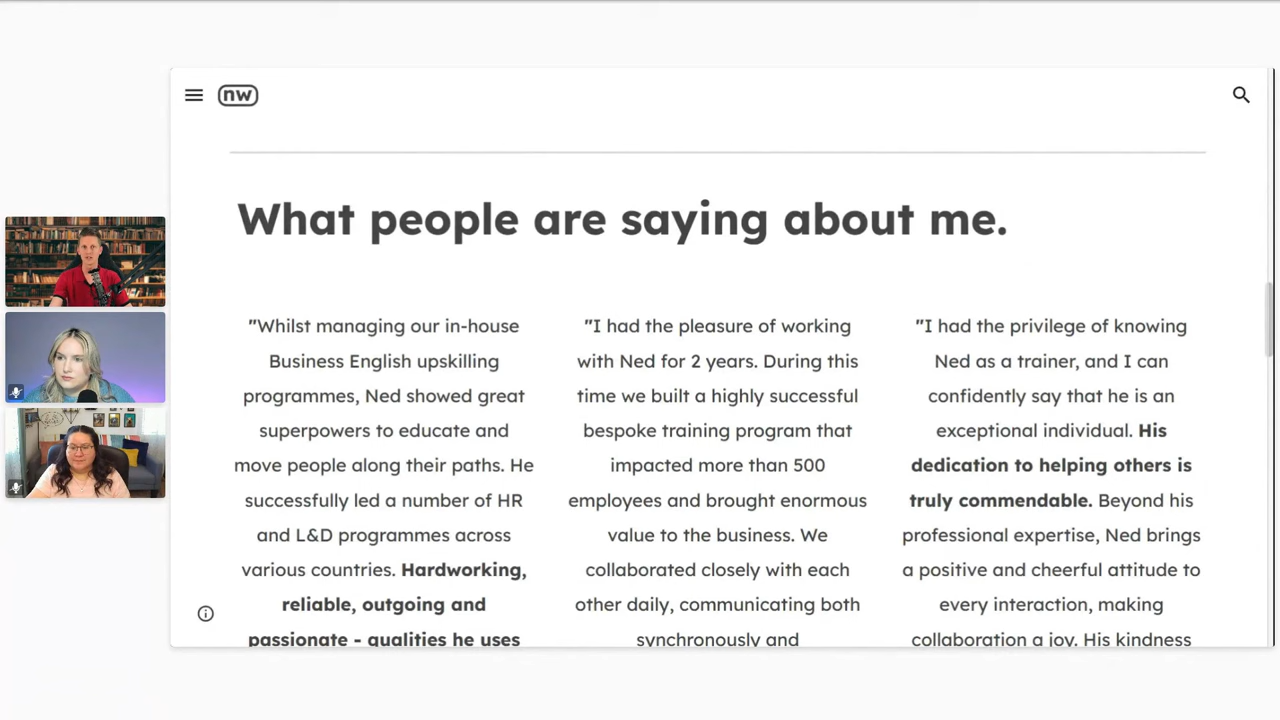 nw
What people are saying about me.
"Whilst managing our in-house
Business English upskilling
programmes, Ned showed great
superpowers to educate and
move people along their paths. He
successfully led a number of HR
and L&D programmes across
various countries. Hardworking,
reliable, outgoing and
passionate - qualities he uses
"I had the pleasure of working
with Ned for 2 years. During this
time we built a highly successful
bespoke training program that
impacted more than 500
employees and brought enormous
value to the business. We
collaborated closely with each
other daily, communicating both
synchronously and
"I had the privilege of knowing
Ned as a trainer, and I can
confidently say that he is an
exceptional individual. His
dedication to helping others is
truly commendable. Beyond his
professional expertise, Ned brings
a positive and cheerful attitude to
every interaction, making
collaboration a joy. His kindness